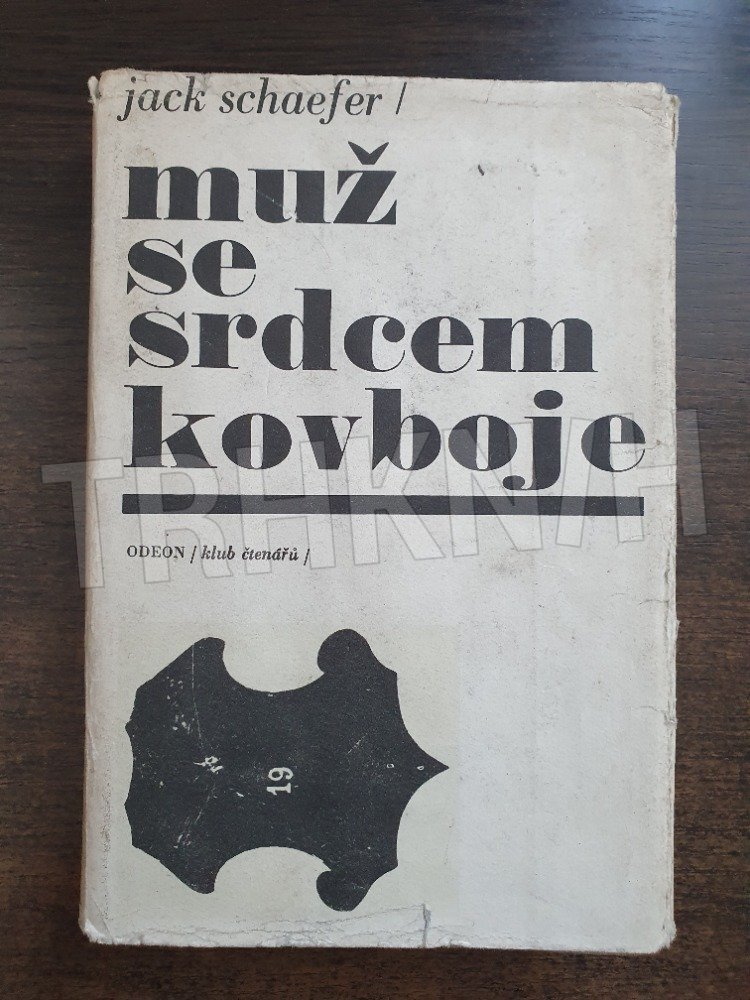 jack schaefer /
muž
se
srdcem
kovboje
TRHKNIH
ODEON / klub čtenářů /
19